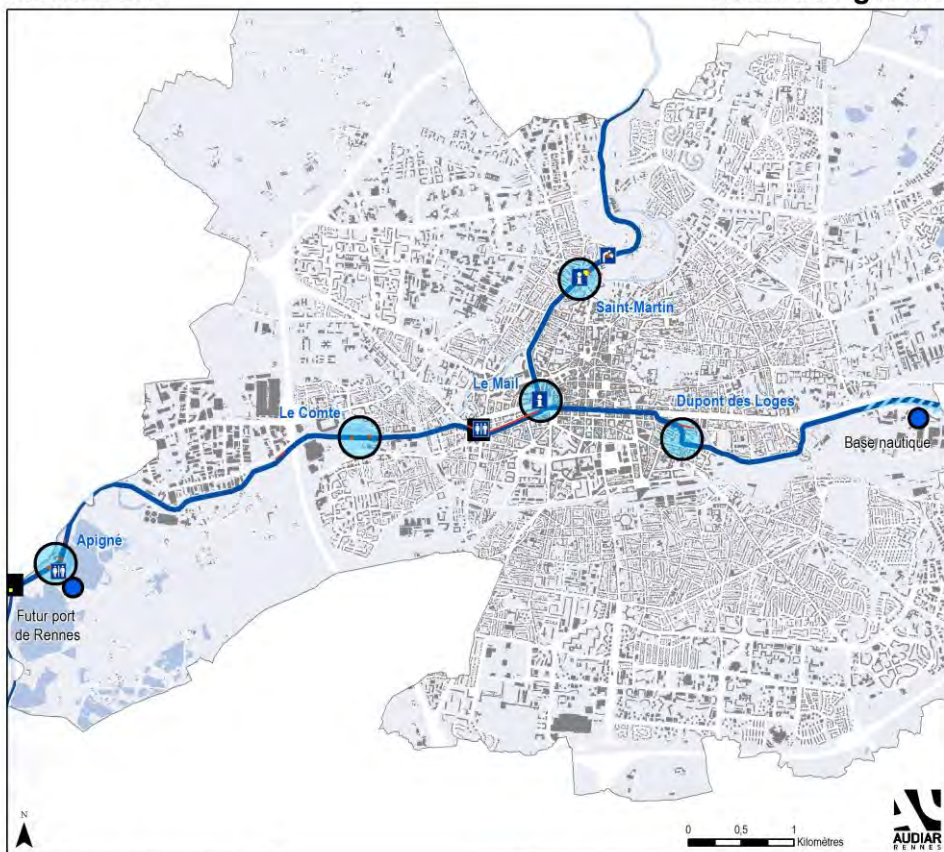 Saint-Martin
Le Mail
Dupont des Loges
Le Comte
Base nautique
Apigné
Futur port
de Rennes
N
0 0,5 1
Kilomètres
AUDIAR
RENNES